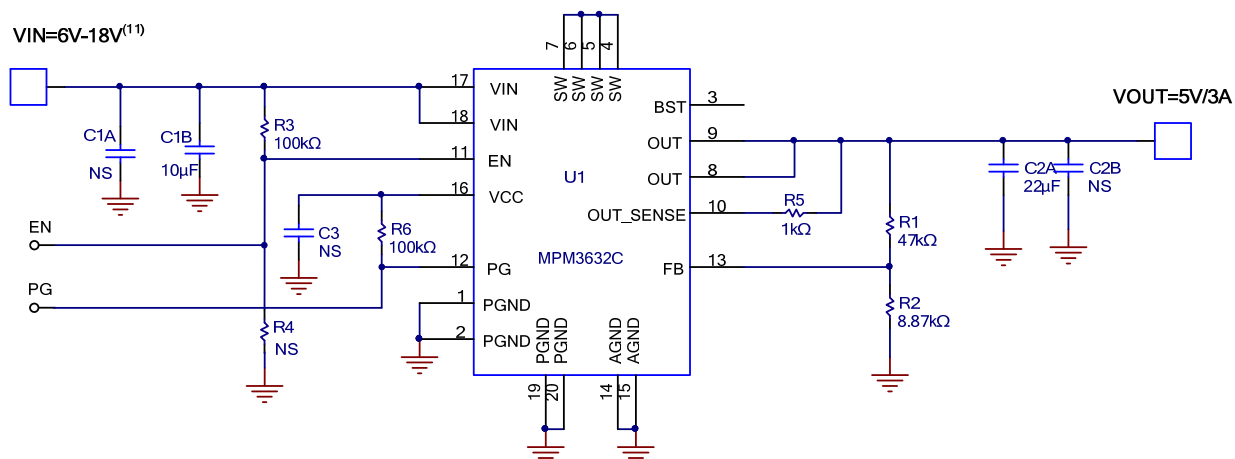 VIN=6V-18V(11)
7
6
5
4
SW
SW
SW
SW
17
VIN
18
VIN
11
EN
16
VCC
12
PG
1
PGND
2
PGND
BST
3
OUT
9
OUT
8
OUT_SENSE
10
FB
13
U1
MPM3632C
PGND
PGND
AGND
AGND
19
20
14
15
C1A
NS
C1B
10µF
R3
100kΩ
C3
NS
R6
100kΩ
EN
PG
R4
NS
R5
1kΩ
R1
47kΩ
R2
8.87kΩ
C2A
22µF
C2B
NS
VOUT=5V/3A